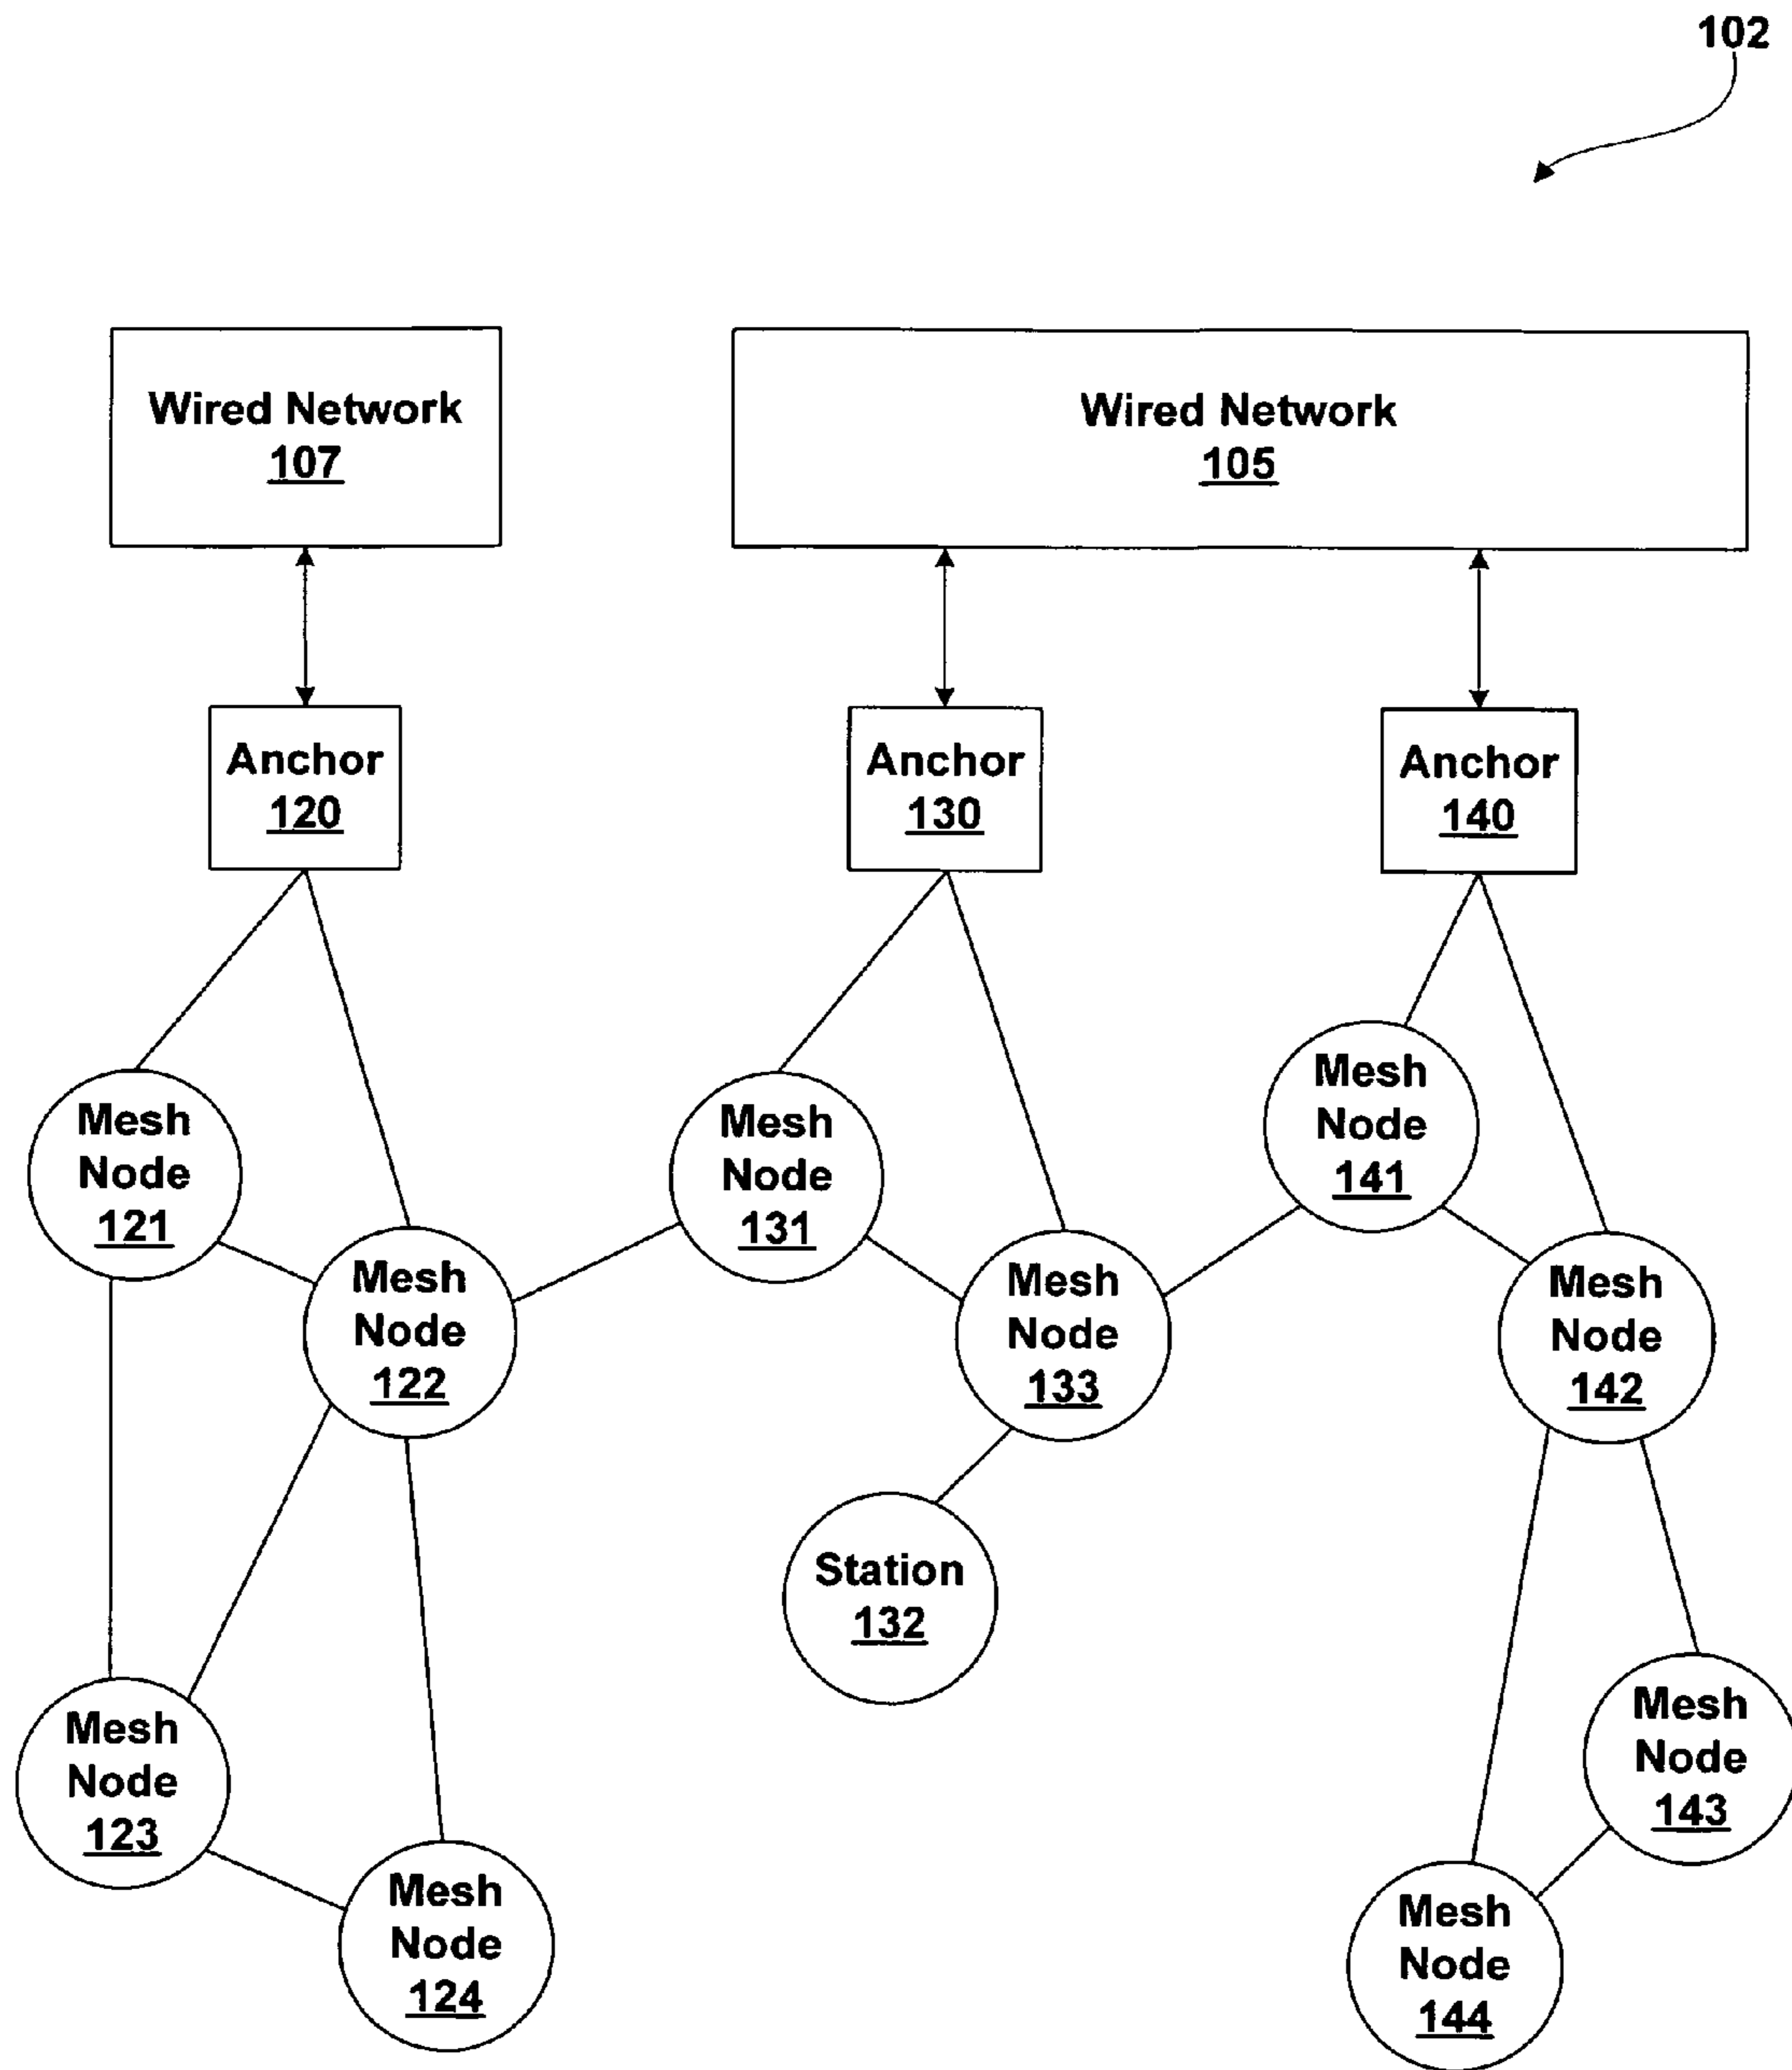 102
Wired Network
107
Wired Network
105
Anchor
120
Anchor
130
Anchor
140
Mesh
Node
121
Mesh
Node
122
Mesh
Node
131
Mesh
Node
133
Mesh
Node
141
Mesh
Node
142
Station
132
Mesh
Node
123
Mesh
Node
124
Mesh
Node
143
Mesh
Node
144